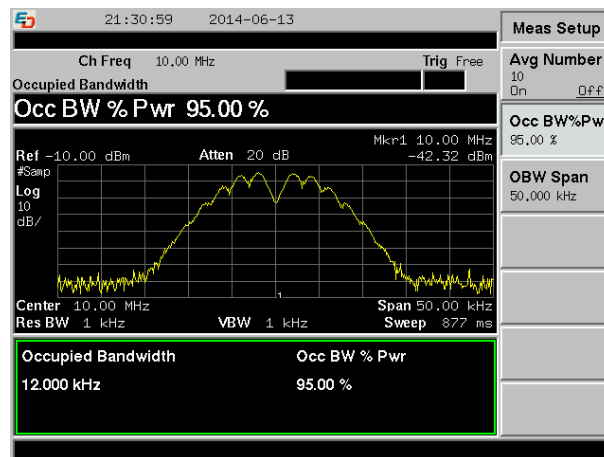 21:30:59 2014-06-13
Meas Setup
Ch Freq 10.00 MHz Trig Free
Occupied Bandwidth
Avg Number
10
On Off
Occ BW % Pwr 95.00 %
Occ BW%Pw
95.00 %
Mkr1 10.00 MHz
Ref -10.00 dBm Atten 20 dB -42.32 dBm
#Samp
Log
10
dB/
OBW Span
50.000 kHz
1
Center 10.00 MHz Span 50.00 kHz
Res BW 1 kHz VBW 1 kHz Sweep 877 ms
Occupied Bandwidth Occ BW % Pwr
12.000 kHz 95.00 %